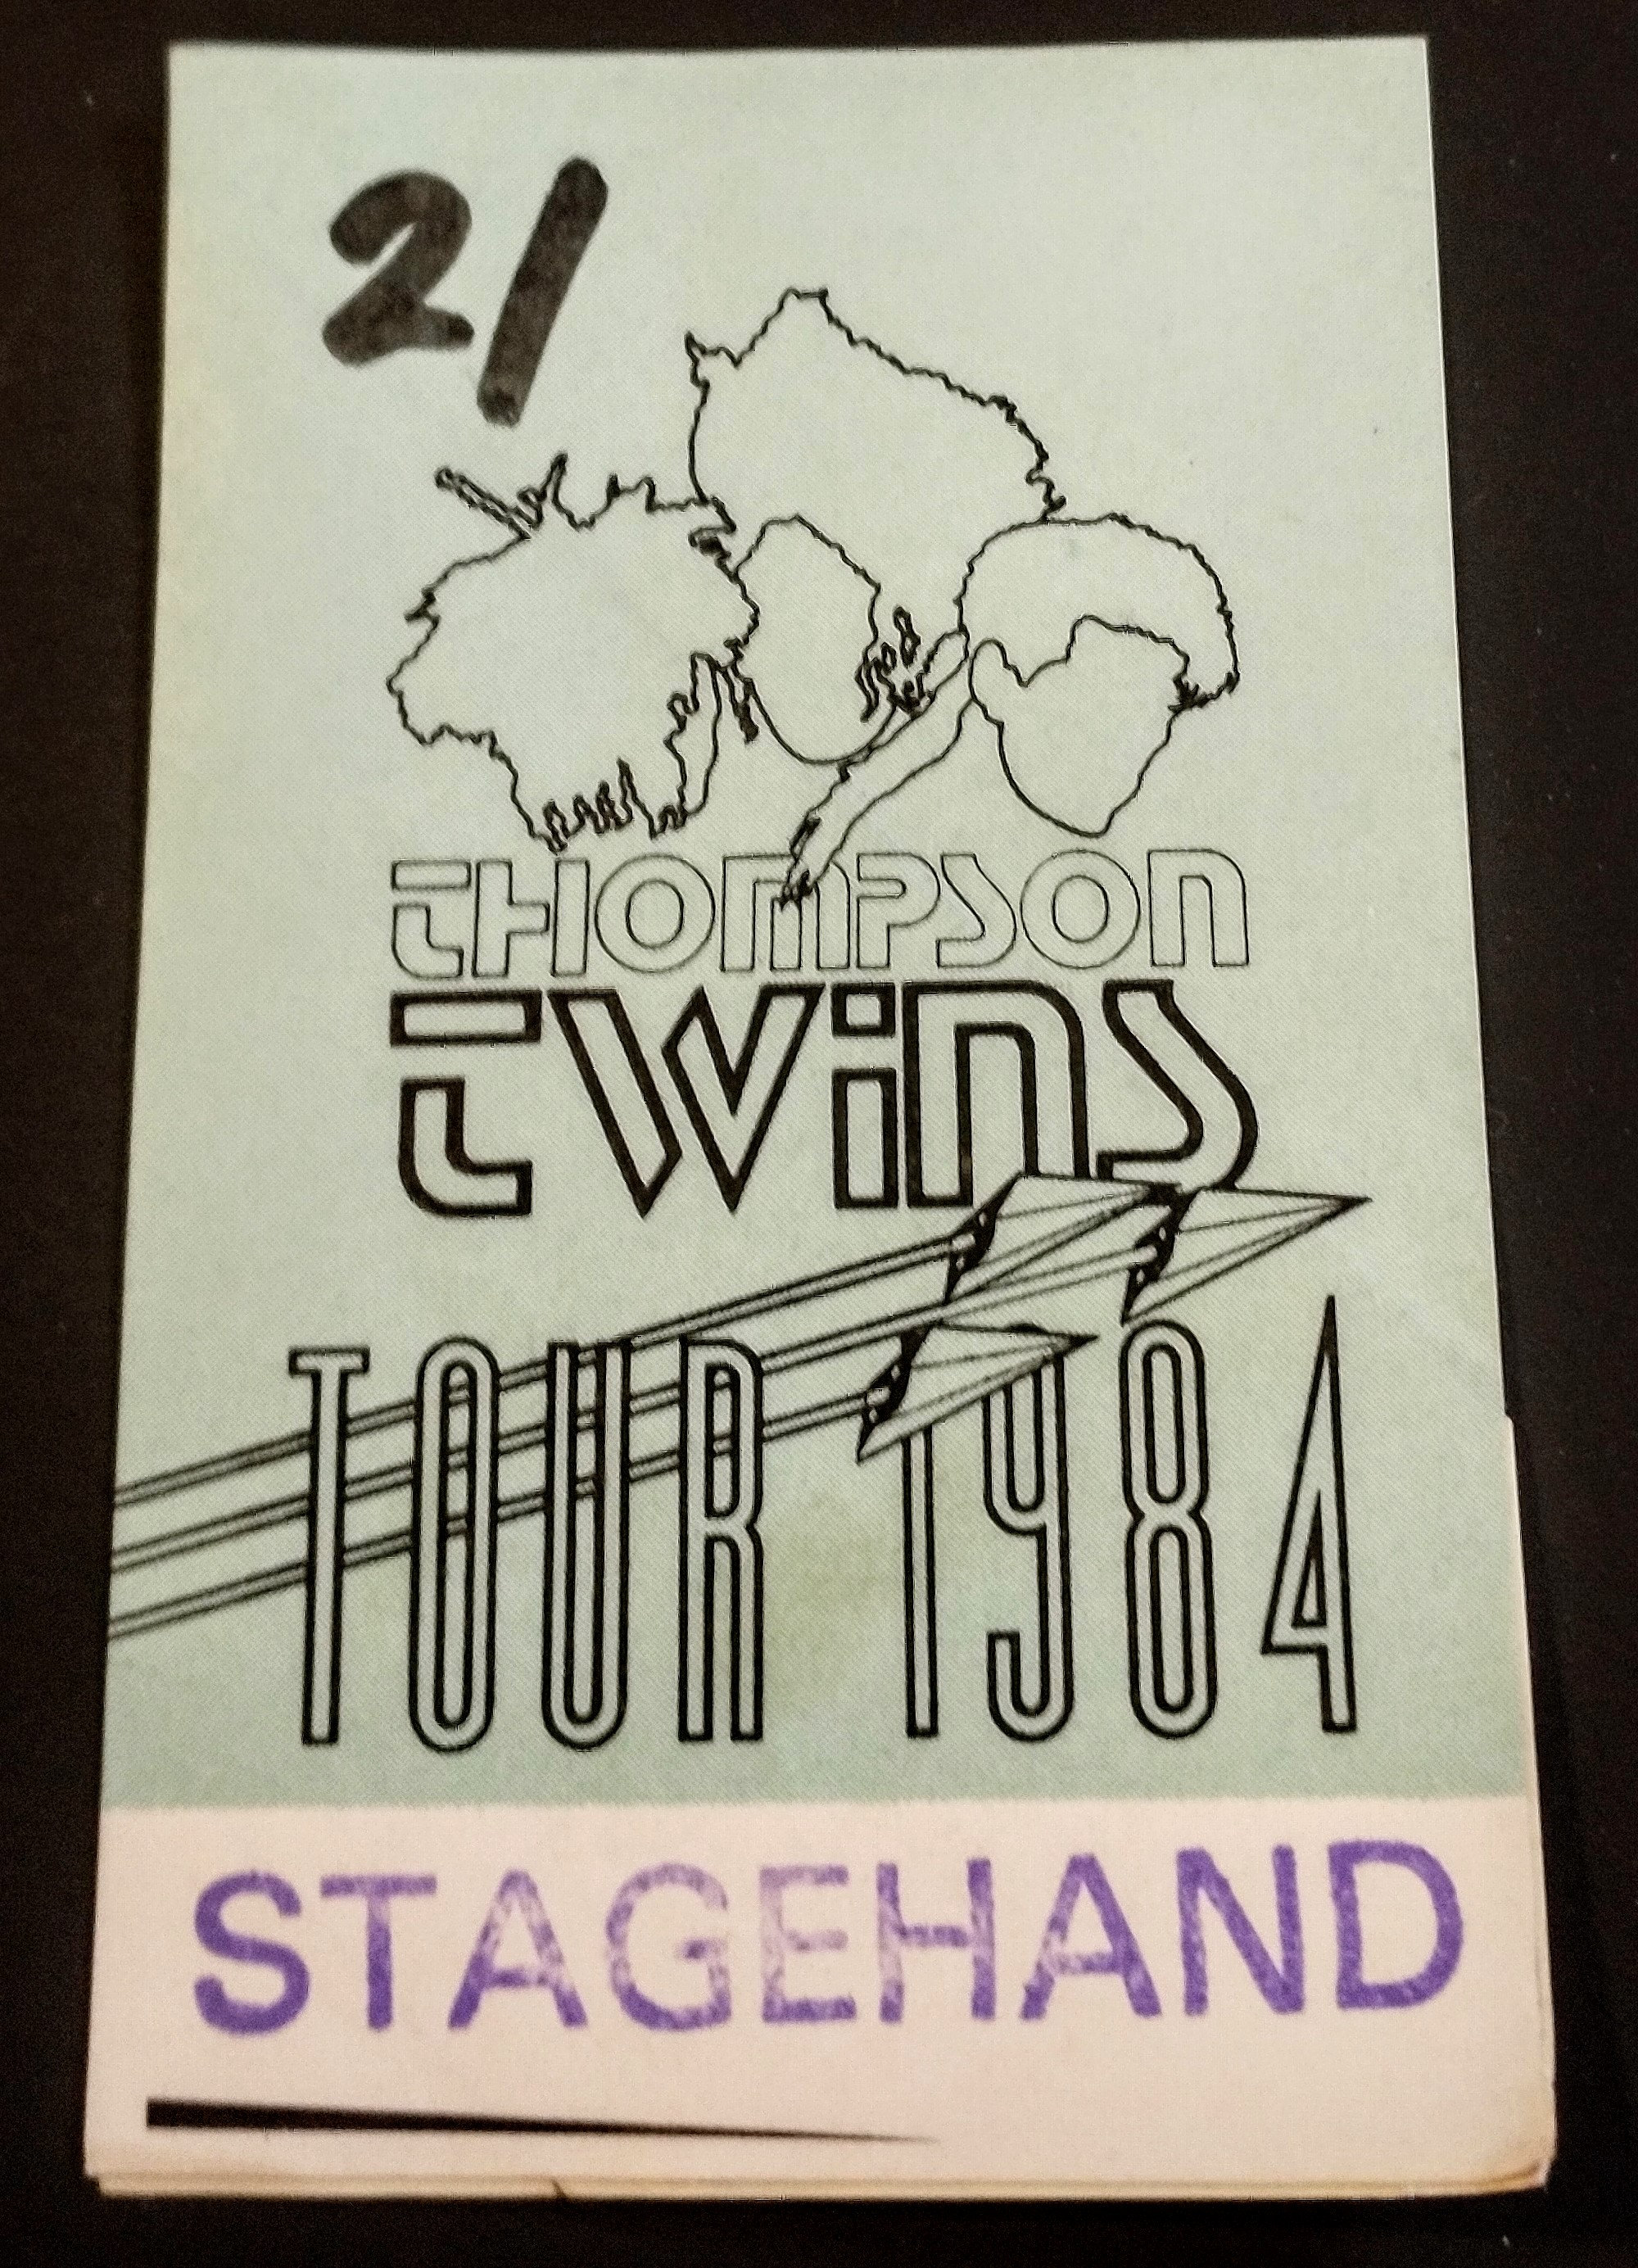 21
THOMPSON
TWiNS
TOUR 1984
STAGEHAND